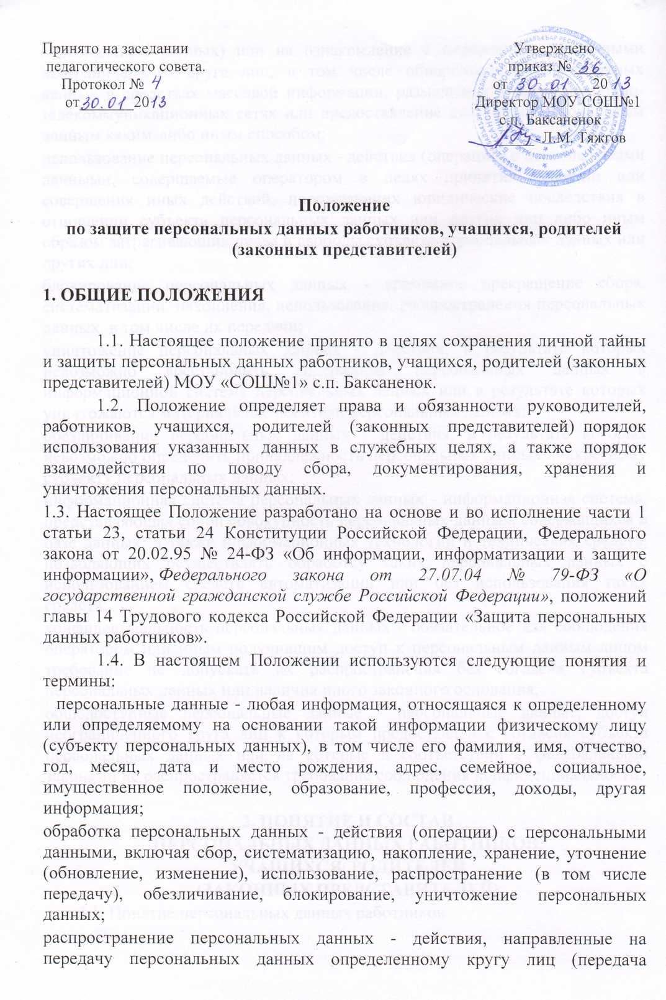 Принято на заседании
педагогического совета.
Протокол № 4
от 30.01 2013
Утверждено
приказ № 36
от 30.01 2013
Директор МОУ СОШ№1
с.п. Баксаненок
Л.М. Тяжгов
Положение
по защите персональных данных работников, учащихся, родителей
(законных представителей)
1. ОБЩИЕ ПОЛОЖЕНИЯ
1.1. Настоящее положение принято в целях сохранения личной тайны
и защиты персональных данных работников, учащихся, родителей (законных
представителей) МОУ «СОШ№1» с.п. Баксаненок.
1.2. Положение определяет права и обязанности руководителей,
работников, учащихся, родителей (законных представителей) порядок
использования указанных данных в служебных целях, а также порядок
взаимодействия по поводу сбора, документирования, хранения и
уничтожения персональных данных.
1.3. Настоящее Положение разработано на основе и во исполнение части 1
статьи 23, статьи 24 Конституции Российской Федерации, Федерального
закона от 20.02.95 № 24-ФЗ «Об информации, информатизации и защите
информации», Федерального закона от 27.07.04 № 79-ФЗ «О
государственной гражданской службе Российской Федерации», положений
главы 14 Трудового кодекса Российской Федерации «Защита персональных
данных работников».
1.4. В настоящем Положении используются следующие понятия и
термины:
персональные данные - любая информация, относящаяся к определенному
или определяемому на основании такой информации физическому лицу
(субъекту персональных данных), в том числе его фамилия, имя, отчество,
год, месяц, дата и место рождения, адрес, семейное, социальное,
имущественное положение, образование, профессия, доходы, другая
информация;
обработка персональных данных - действия (операции) с персональными
данными, включая сбор, систематизацию, накопление, хранение, уточнение
(обновление, изменение), использование, распространение (в том числе
передачу), обезличивание, блокирование, уничтожение персональных
данных;
распространение персональных данных - действия, направленные на
передачу персональных данных определенному кругу лиц (передача